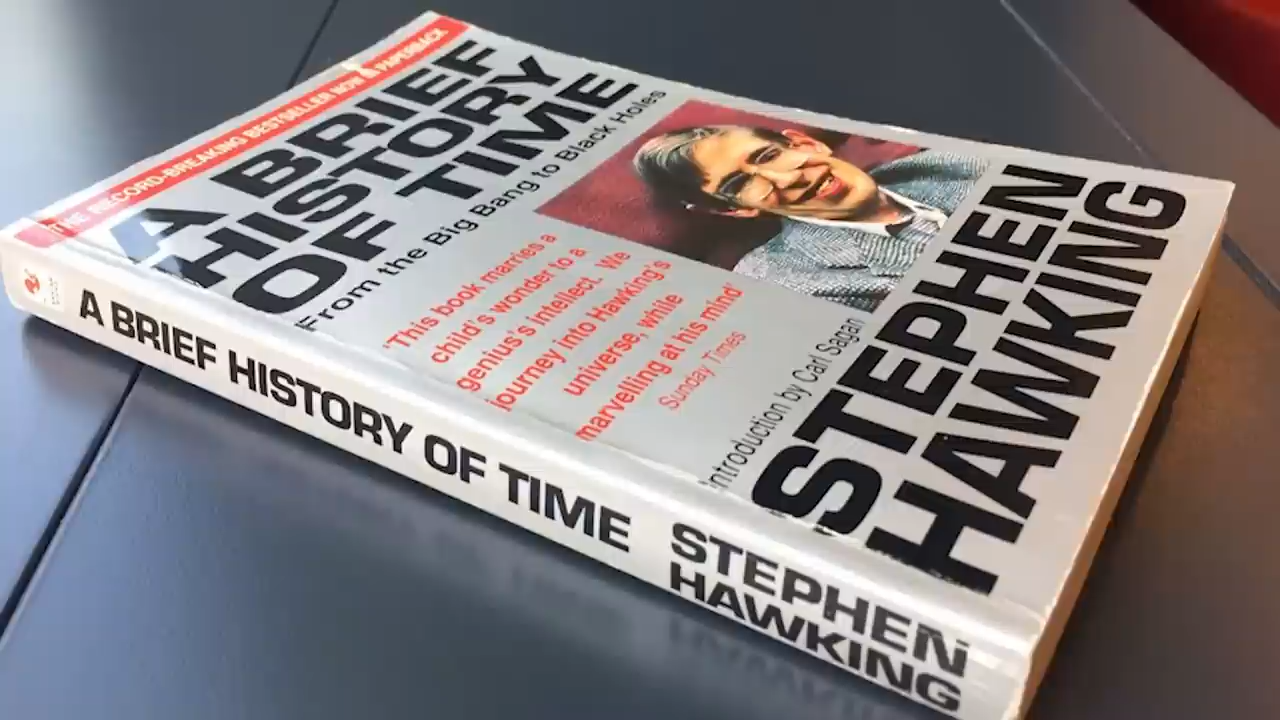 THE RECORD-BREAKING BESTSELLER NOW IN PAPERBACK
A BRIEF
HISTORY
OF TIME
From the Big Bang to Black Holes
'This book marries a
child's wonder to a
genius's intellect. We
journey into Hawking's
universe, while
marvelling at his mind'
Sunday Times
Introduction by Carl Sagan
STEPHEN
HAWKING
A BRIEF HISTORY OF TIME
STEPHEN
HAWKING